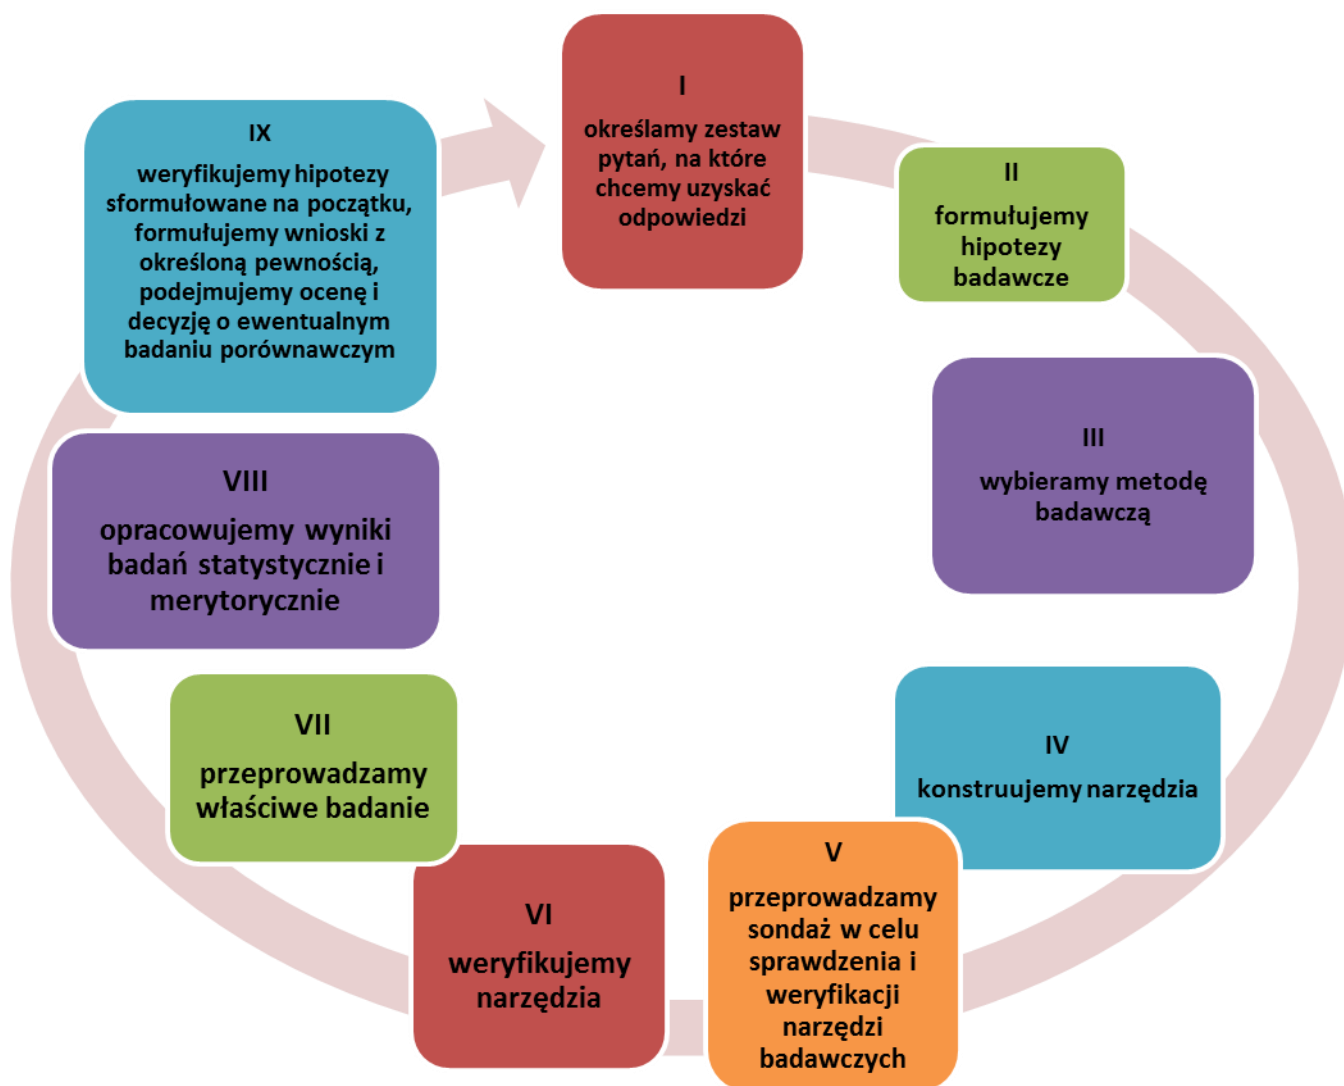 I
określamy zestaw
pytań, na które
chcemy uzyskać
odpowiedzi
II
formułujemy
hipotezy
badawcze
III
wybieramy metodę
badawczą
IV
konstruujemy narzędzia
V
przeprowadzamy
sondaż w celu
sprawdzenia i
weryfikacji
narzędzi
badawczych
VI
weryfikujemy
narzędzia
VII
przeprowadzamy
właściwe badanie
VIII
opracowujemy wyniki
badań statystycznie i
merytorycznie
IX
weryfikujemy hipotezy
sformułowane na początku,
formułujemy wnioski z
określoną pewnością,
podejmujemy ocenę i
decyzję o ewentualnym
badaniu porównawczym